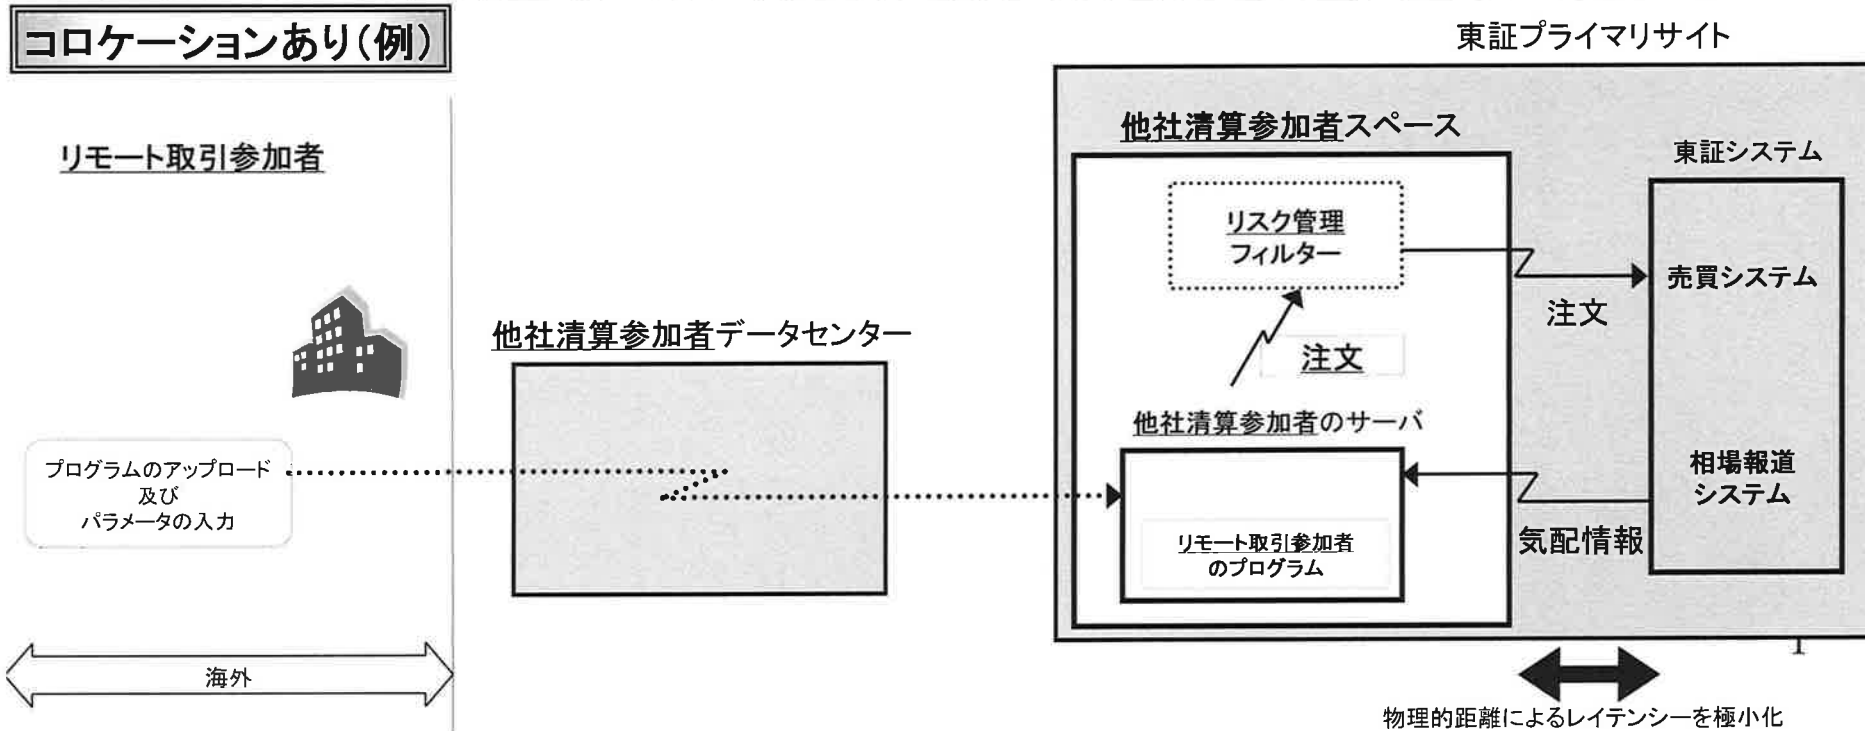 コロケーションあり(例)
リモート取引参加者
プログラムのアップロード
及び
パラメータの入力
海外
他社清算参加者データセンター
東証プライマリサイト
他社清算参加者スペース
リスク管理
フィルター
注文
他社清算参加者のサーバ
リモート取引参加者
のプログラム
東証システム
売買システム
注文
相場報道
システム
気配情報
物理的距離によるレイテンシーを極小化